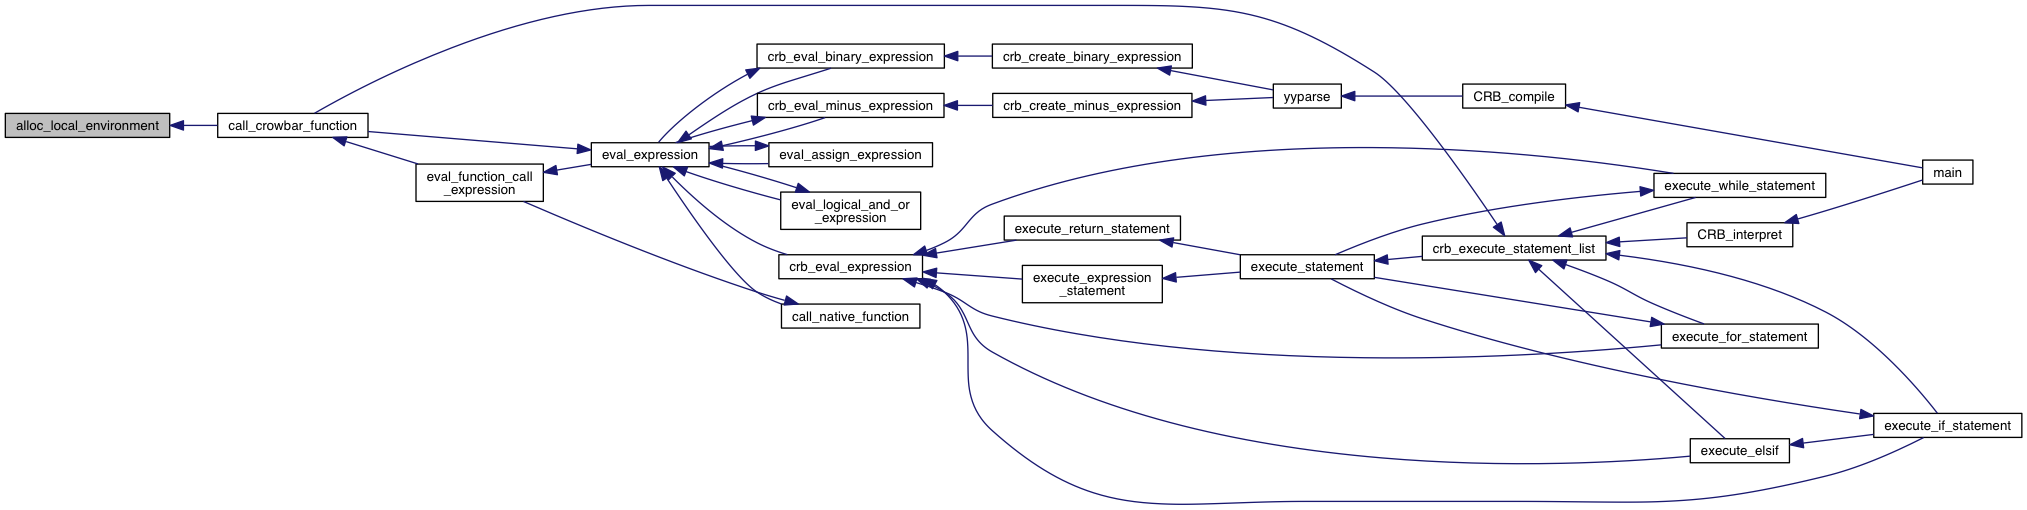 alloc_local_environment
call_crowbar_function
eval_function_call
_expression
eval_expression
crb_eval_binary_expression
crb_eval_minus_expression
eval_assign_expression
eval_logical_and_or
_expression
crb_eval_expression
call_native_function
crb_create_binary_expression
crb_create_minus_expression
execute_return_statement
execute_expression
_statement
yyparse
execute_statement
CRB_compile
crb_execute_statement_list
execute_while_statement
CRB_interpret
execute_for_statement
execute_elsif
main
execute_if_statement